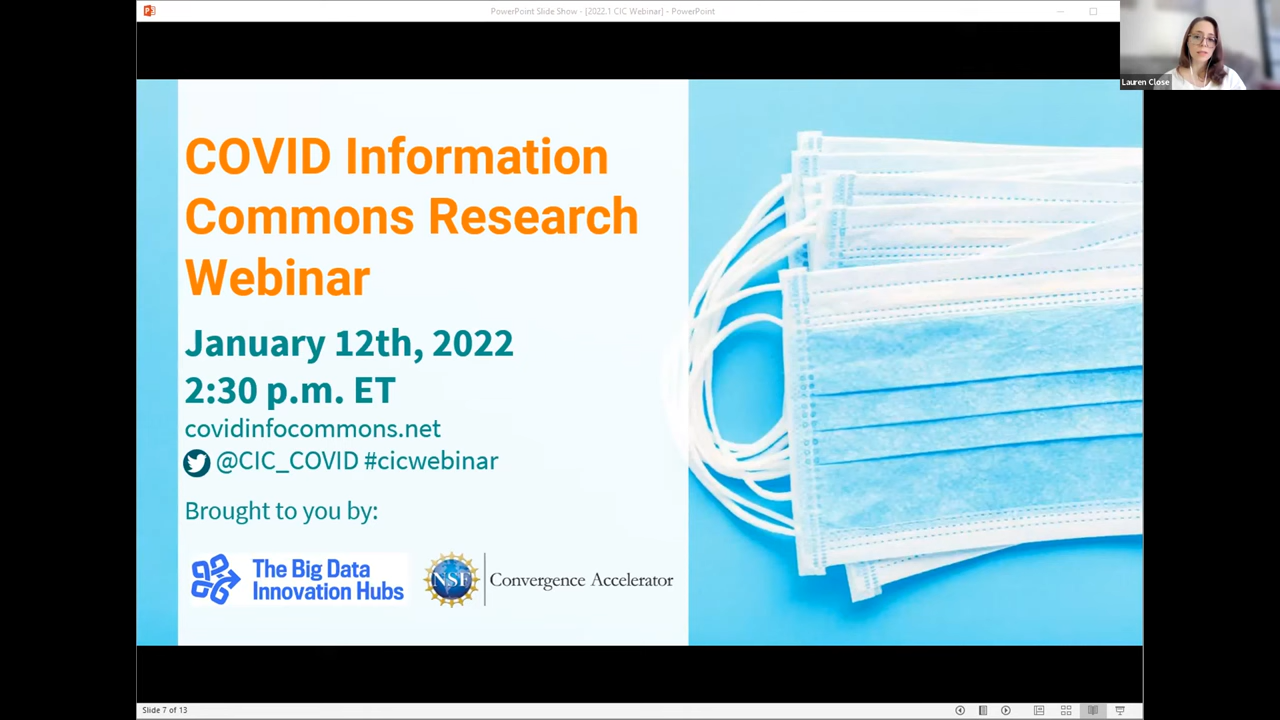 PowerPoint Slide Show - [2022.1 CIC Webinar] - PowerPoint
Lauren Close
COVID Information
Commons Research
Webinar
January 12th, 2022
2:30 p.m. ET
covidinfocommons.net
@CIC_COVID #cicwebinar
Brought to you by:
The Big Data
Innovation Hubs
NSF
Convergence Accelerator
Slide 7 of 13